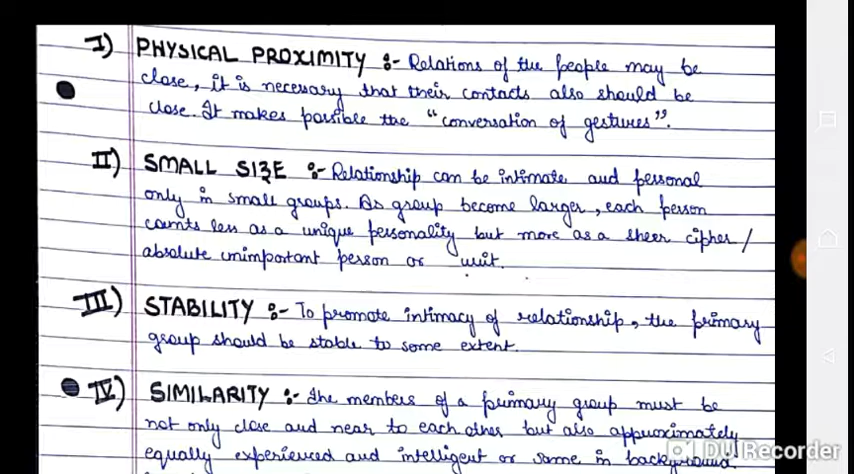 I) PHYSICAL PROXIMITY :- Relations of the people may be
close, it is necessary that their contacts also should be
close. It makes possible the "conversation of gestures".
II) SMALL SIZE :- Relationship can be intimate and personal
only in small groups. As group become larger, each person
counts less as a unique personality but more as a sheer cipher/
absolute unimportant person or unit.
III) STABILITY :- To promote intimacy of relationship, the primary
group should be stable to some extent.
IV) SIMILARITY :- The members of a primary group must be
not only close and near to each other but also approximately
equally experienced and intelligent or same in background
DU Recorder